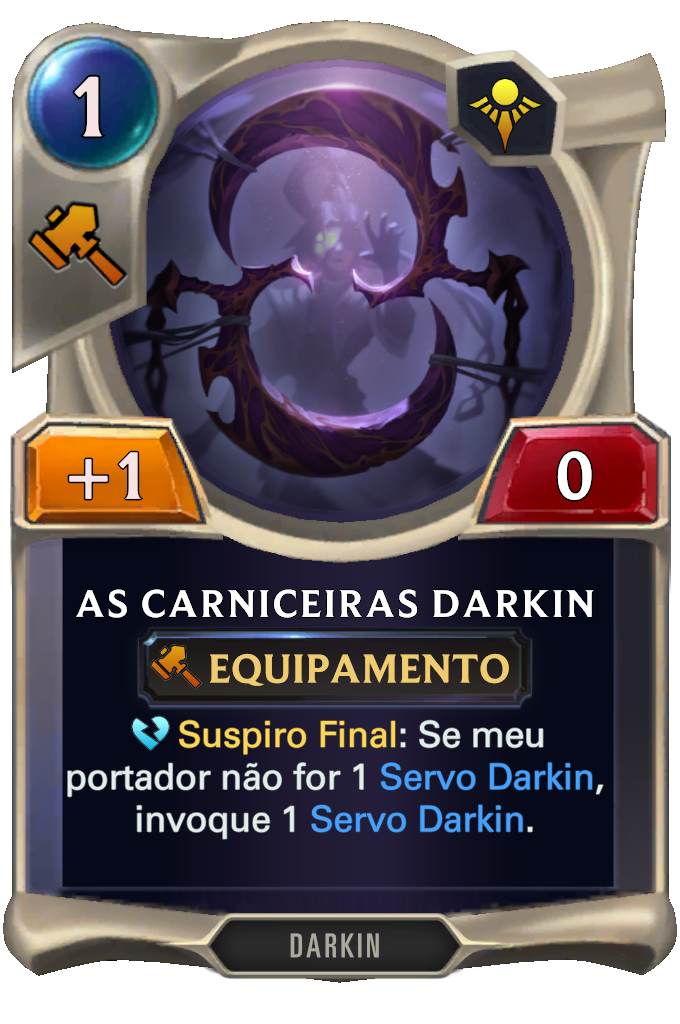 1
+1
0
AS CARNICEIRAS DARKIN
EQUIPAMENTO
Suspiro Final: Se meu
portador não for 1 Servo Darkin,
invoque 1 Servo Darkin.
DARKIN